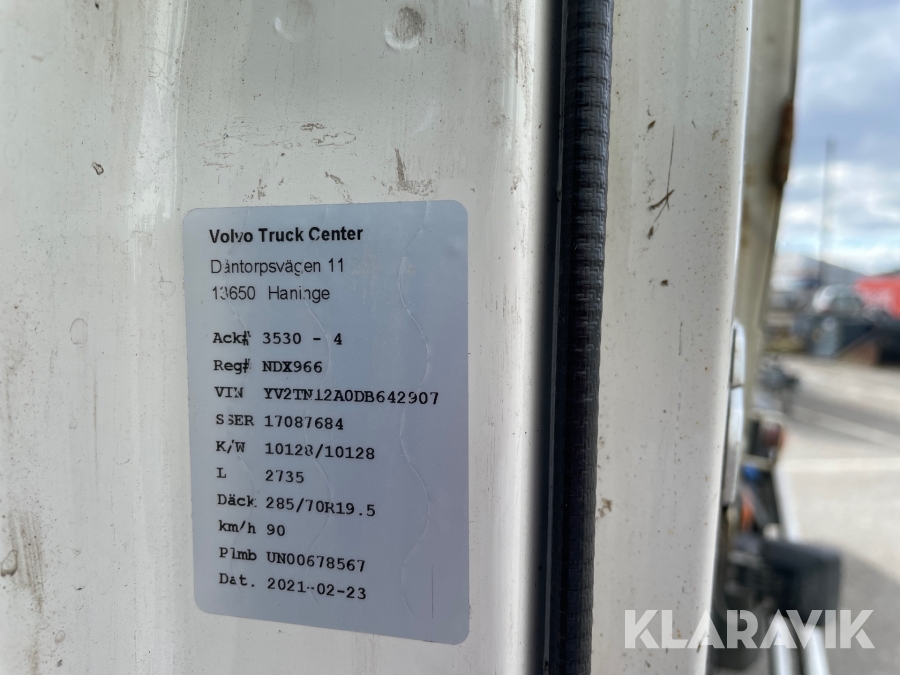 Volvo Truck Center
Dåntorpsvägen 11
13650 Haninge
Ack# 3530 - 4
Reg# NDX966
VIN YV2TN12A0DB642907
SSER 17087684
K/W 10128/10128
L 2735
Däck 285/70R19.5
km/h 90
Plmb UN00678567
Dat. 2021-02-23
KLARAVIK